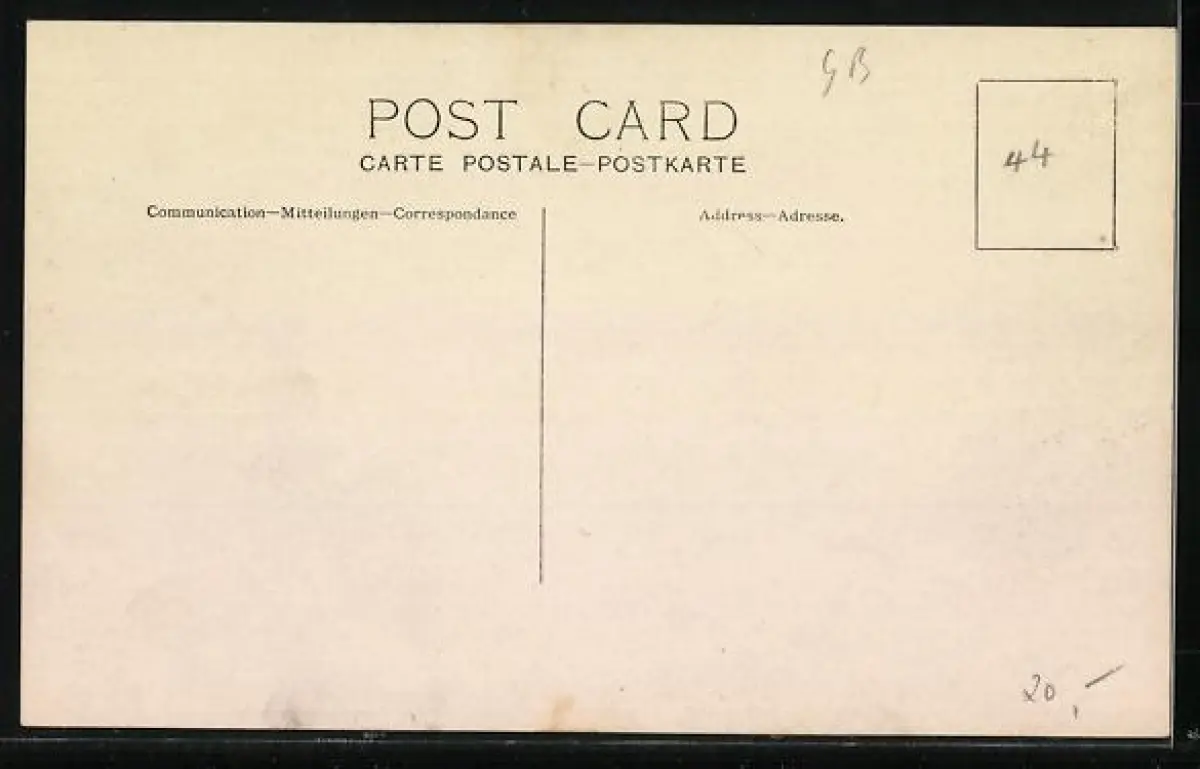 GB
POST CARD
CARTE POSTALE—POSTKARTE
44
Communication—Mitteilungen—Correspondance
Address—Adresse.
20,-